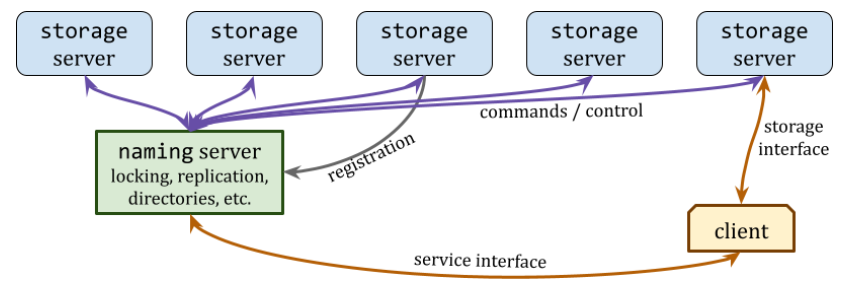 storage
server
storage
server
storage
server
storage
server
storage
server
commands / control
storage
interface
registration
naming server
locking, replication,
directories, etc.
client
service interface